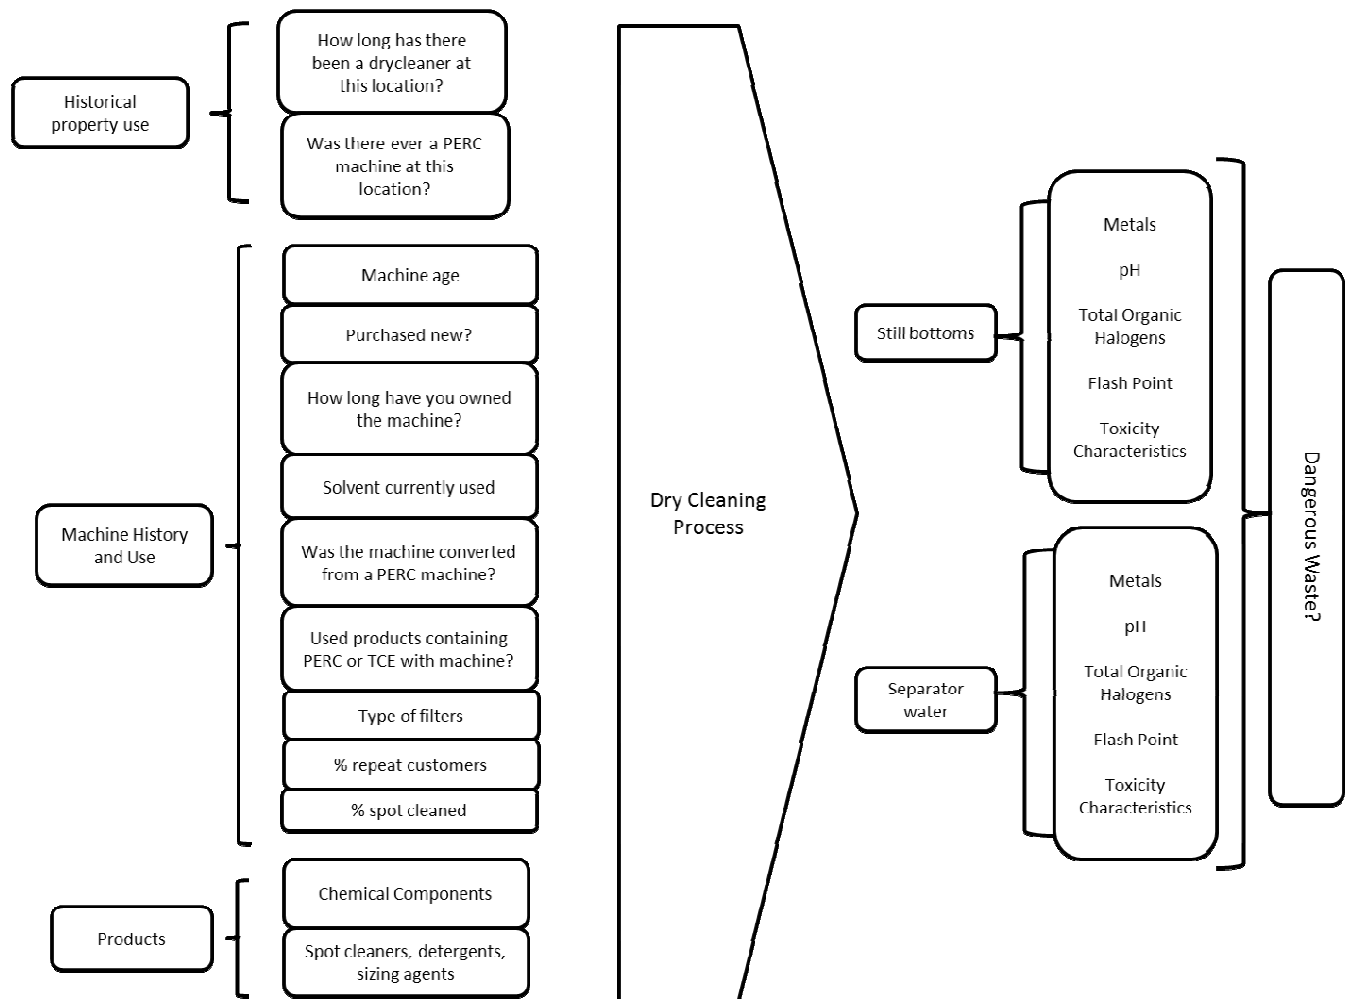 Historical
property use
How long has there
been a drycleaner at
this location?
Was there ever a PERC
machine at this
location?
Machine History
and Use
Machine age
Purchased new?
How long have you owned
the machine?
Solvent currently used
Was the machine converted
from a PERC machine?
Used products containing
PERC or TCE with machine?
Type of filters
% repeat customers
% spot cleaned
Products
Chemical Components
Spot cleaners, detergents,
sizing agents
Dry Cleaning
Process
Still bottoms
Metals
pH
Total Organic
Halogens
Flash Point
Toxicity
Characteristics
Separator
water
Metals
pH
Total Organic
Halogens
Flash Point
Toxicity
Characteristics
Dangerous Waste?